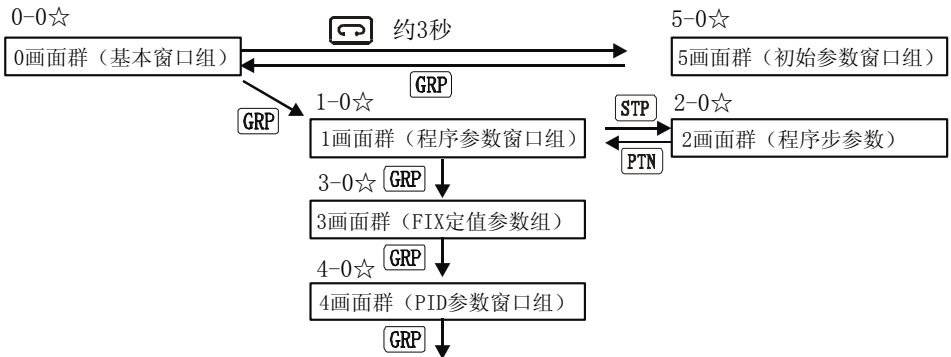 0-0☆
约3秒
5-0☆
0画面群（基本窗口组）
5画面群（初始参数窗口组）
GRP
GRP
1-0☆
STP
2-0☆
1画面群（程序参数窗口组）
2画面群（程序步参数）
PTN
3-0☆
GRP
3画面群（FIX定值参数组）
4-0☆
GRP
4画面群（PID参数窗口组）
GRP